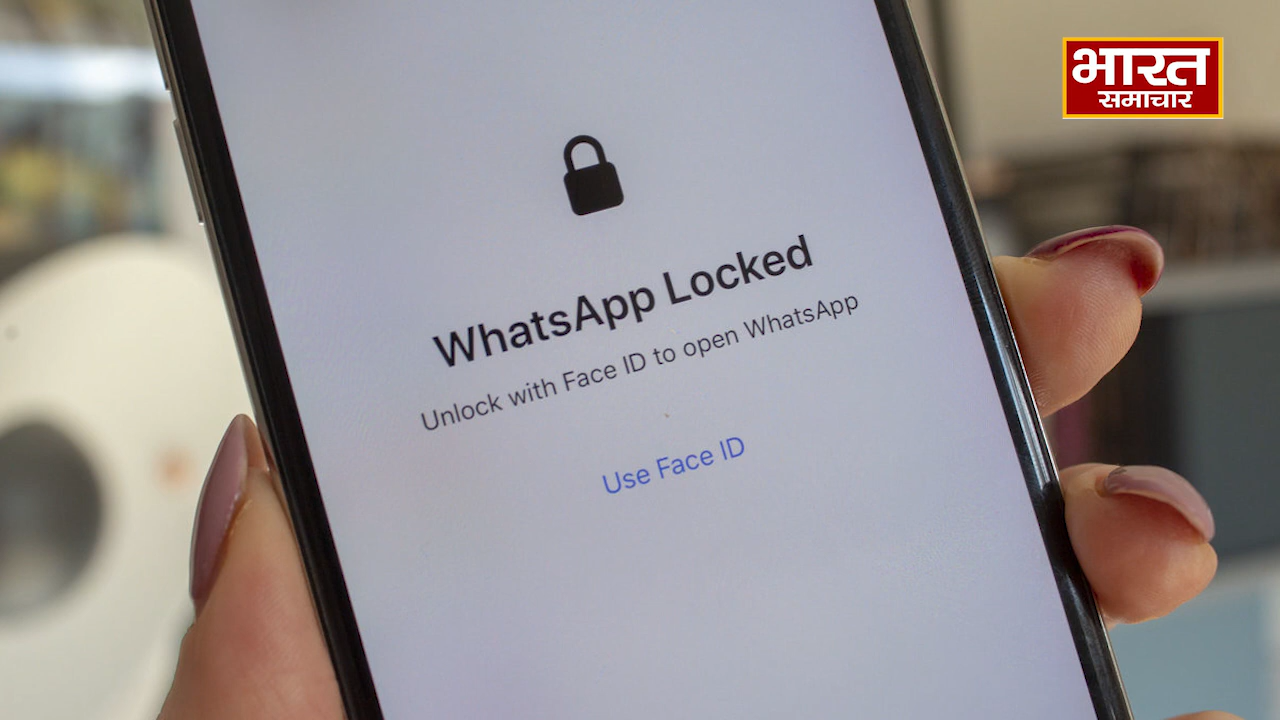 भारत
समाचार
WhatsApp Locked
Unlock with Face ID to open WhatsApp
Use Face ID